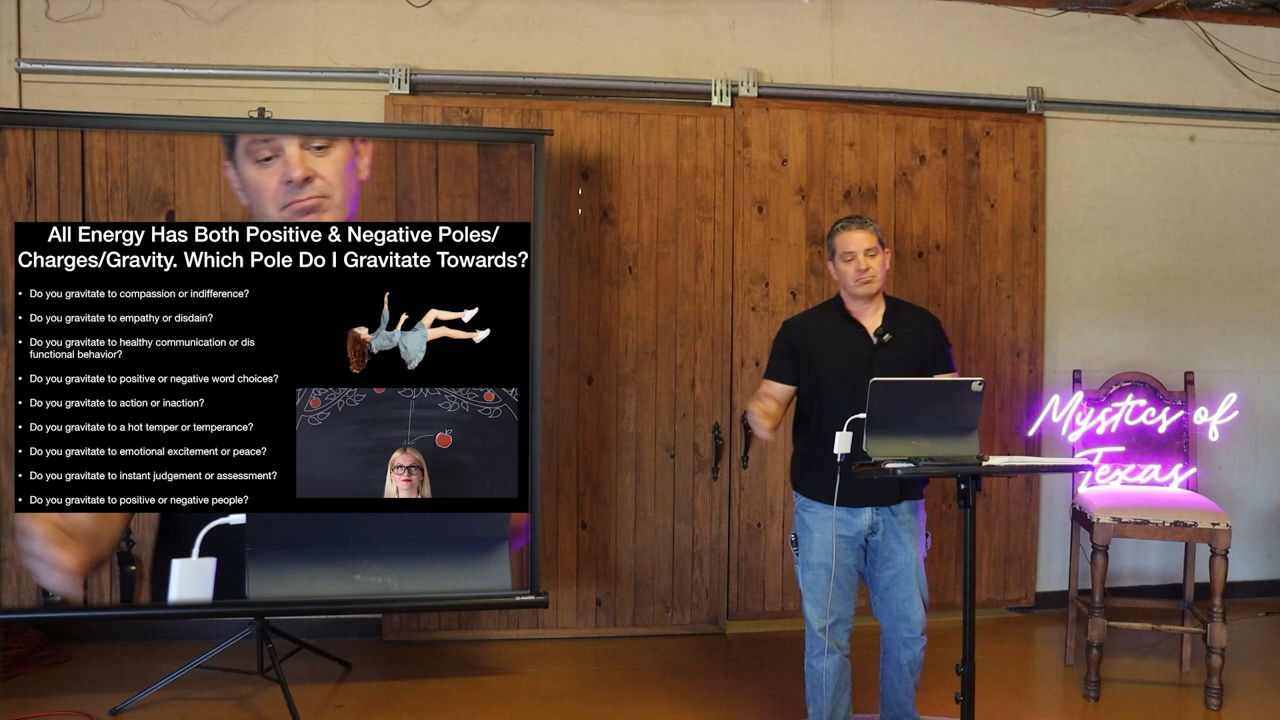 All Energy Has Both Positive & Negative Poles/
Charges/Gravity. Which Pole Do I Gravitate Towards?
• Do you gravitate to compassion or indifference?
• Do you gravitate to empathy or disdain?
• Do you gravitate to healthy communication or dis
functional behavior?
• Do you gravitate to positive or negative word choices?
• Do you gravitate to action or inaction?
• Do you gravitate to a hot temper or temperance?
• Do you gravitate to emotional excitement or peace?
• Do you gravitate to instant judgement or assessment?
• Do you gravitate to positive or negative people?
Mystics of
Texas